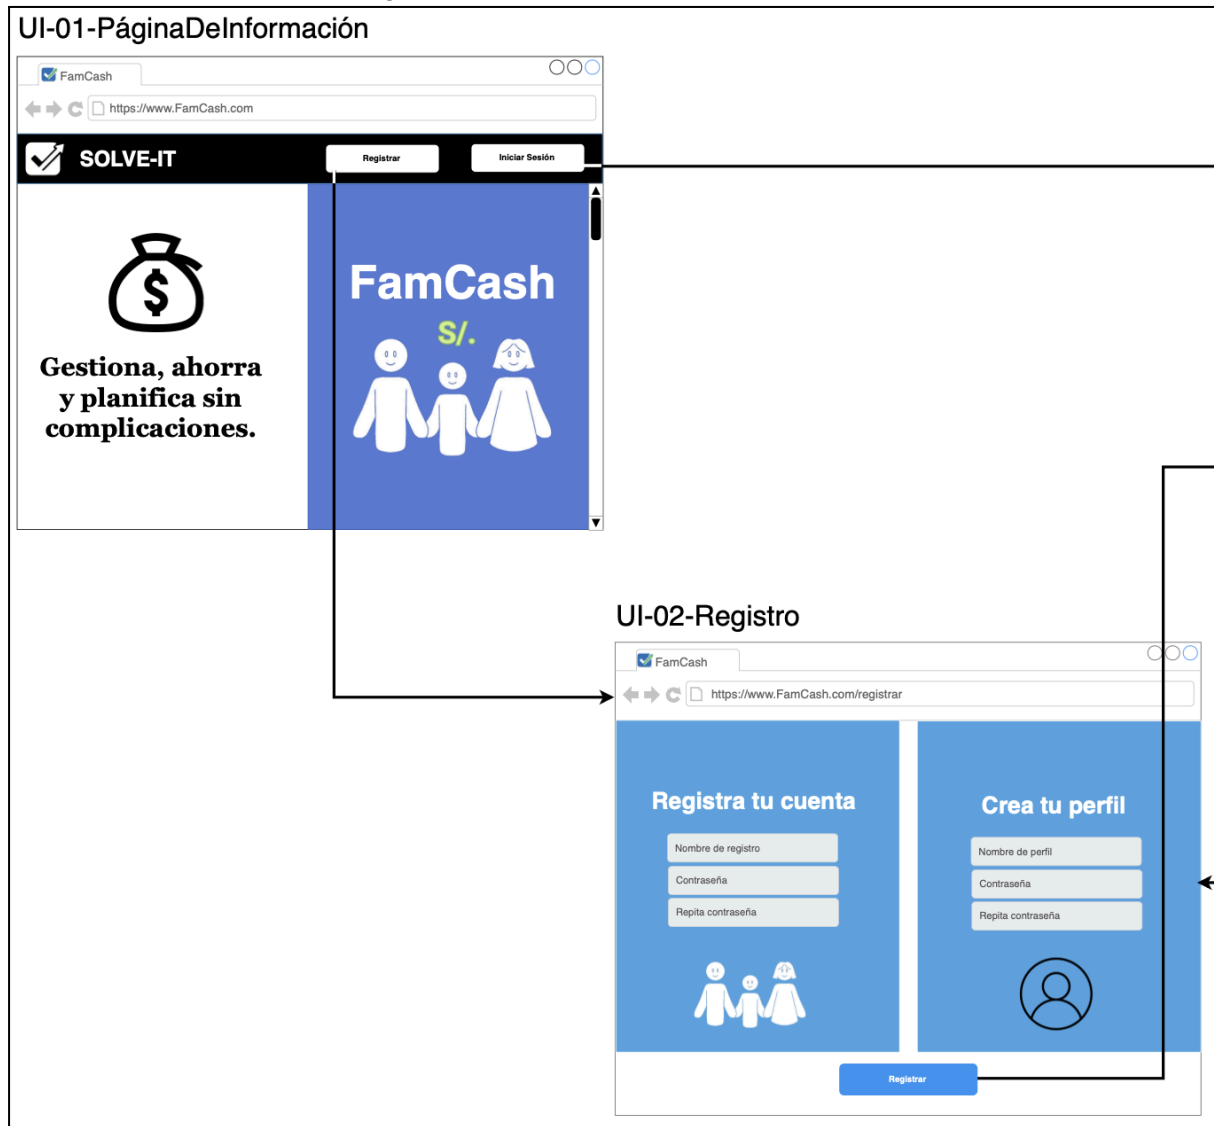 UI-01-PáginaDeInformación
FamCash
https://www.FamCash.com
SOLVE-IT
Registrar
Iniciar Sesión
$
Gestiona, ahorra
y planifica sin
complicaciones.
FamCash
S/.
UI-02-Registro
FamCash
https://www.FamCash.com/registrar
Registra tu cuenta
Nombre de registro
Contraseña
Repita contraseña
Crea tu perfil
Nombre de perfil
Contraseña
Repita contraseña
Registrar